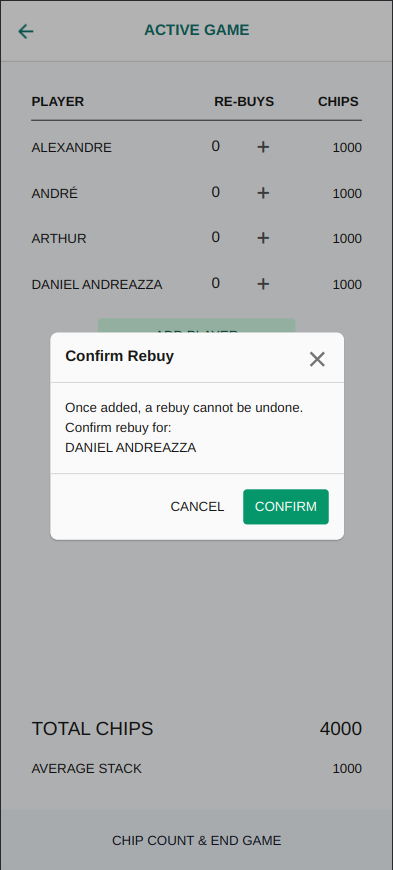 ACTIVE GAME
PLAYER RE-BUYS CHIPS
ALEXANDRE 0 + 1000
ANDRÉ 0 + 1000
ARTHUR 0 + 1000
DANIEL ANDREAZZA 0 + 1000
ADD PLAYER
Confirm Rebuy
Once added, a rebuy cannot be undone.
Confirm rebuy for:
DANIEL ANDREAZZA
CANCEL CONFIRM
TOTAL CHIPS 4000
AVERAGE STACK 1000
CHIP COUNT & END GAME